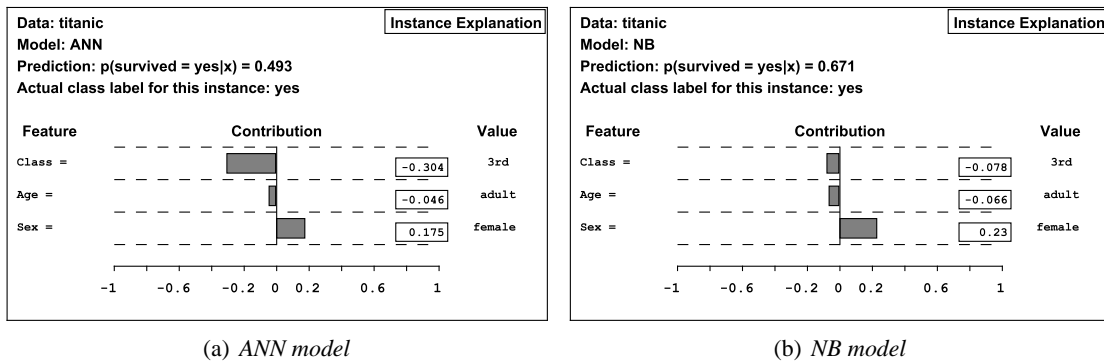 Data: titanic
Instance Explanation
Model: ANN
Prediction: p(survived = yes|x) = 0.493
Actual class label for this instance: yes
Feature Contribution Value
Class = -0.304 3rd
Age = -0.046 adult
Sex = 0.175 female
-1 -0.6 -0.2 0 0.2 0.6 1
(a) ANN model
Data: titanic
Instance Explanation
Model: NB
Prediction: p(survived = yes|x) = 0.671
Actual class label for this instance: yes
Feature Contribution Value
Class = -0.078 3rd
Age = -0.066 adult
Sex = 0.23 female
-1 -0.6 -0.2 0 0.2 0.6 1
(b) NB model